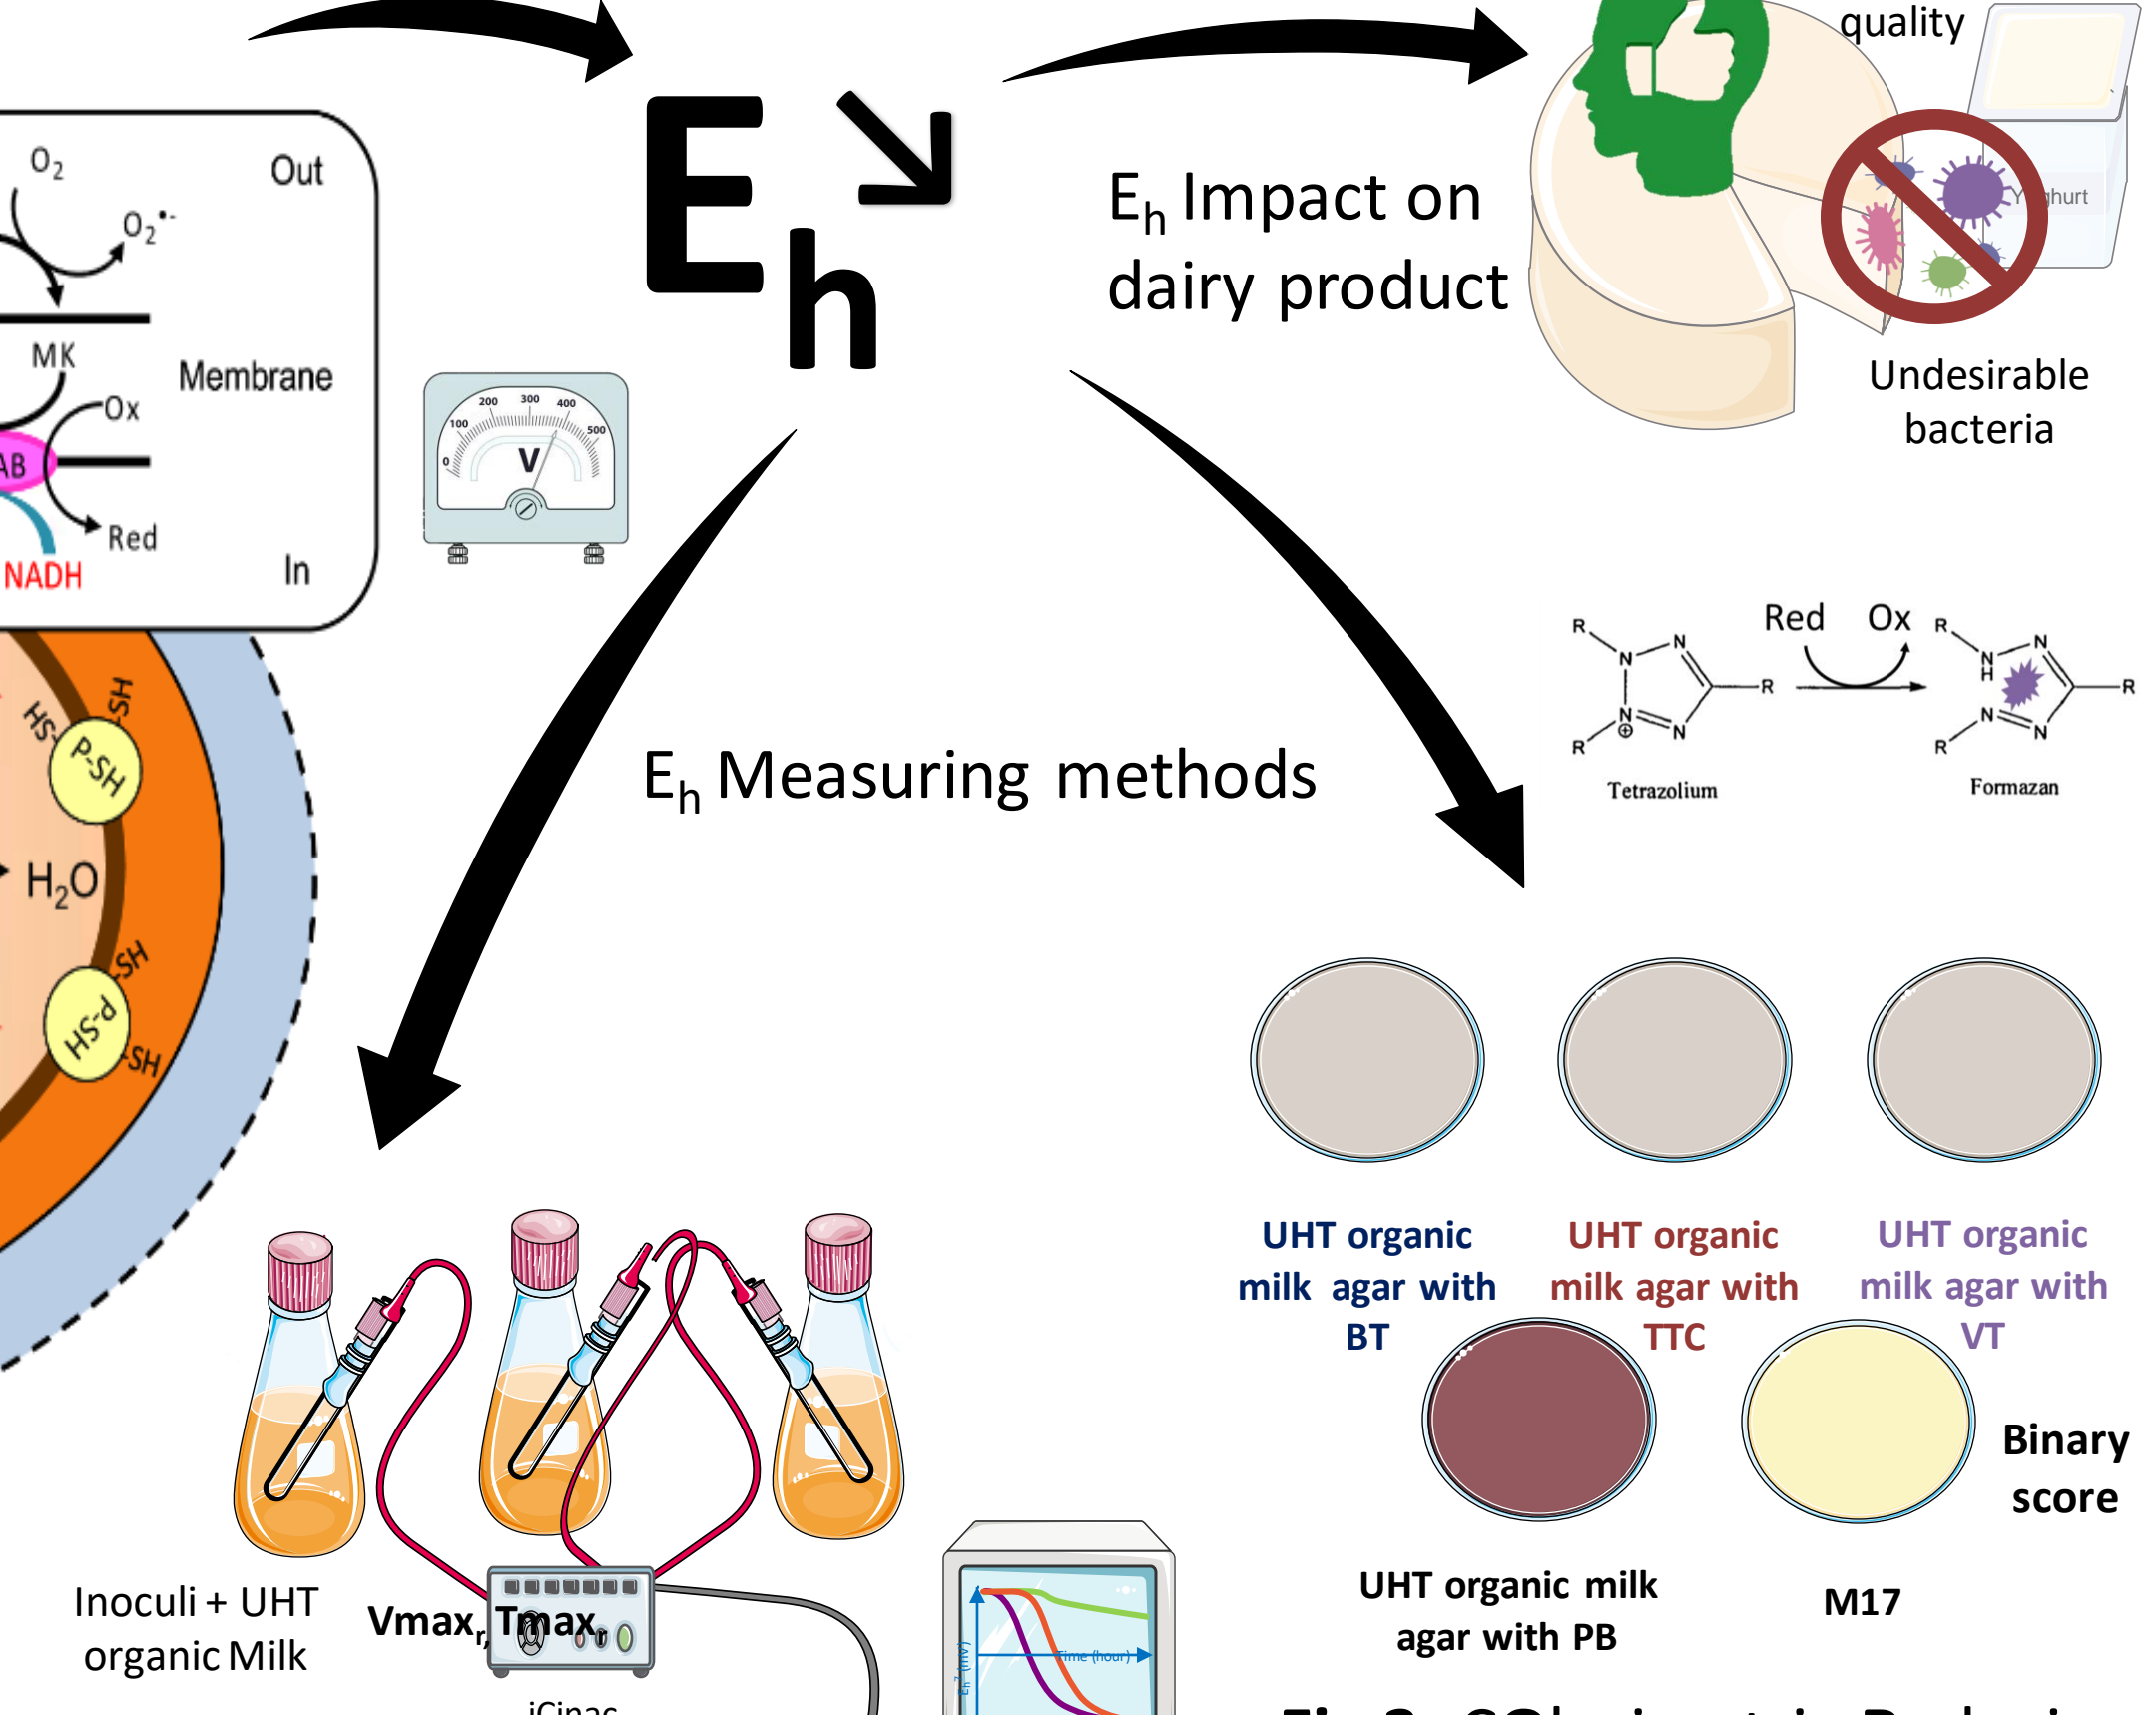 quality
O₂
Out
O₂•-
MK
Membrane
Ox
AB
Red
NADH
In
Eh
Eh Impact on
dairy product
Undesirable
bacteria
0
100
200
300
400
500
V
HS-
-SH
P-SH
H₂O
-SH
P-SH
-SH
Eh Measuring methods
Red
Ox
R
N
N
R
N
⊕
N
R
R
N
H
N
R
N
N
R
Tetrazolium
Formazan
UHT organic
milk agar with
BT
UHT organic
milk agar with
TTC
UHT organic
milk agar with
VT
Binary
score
UHT organic milk
agar with PB
M17
Inoculi + UHT
organic Milk
Vmaxr, Tmaxr
Time (hour)